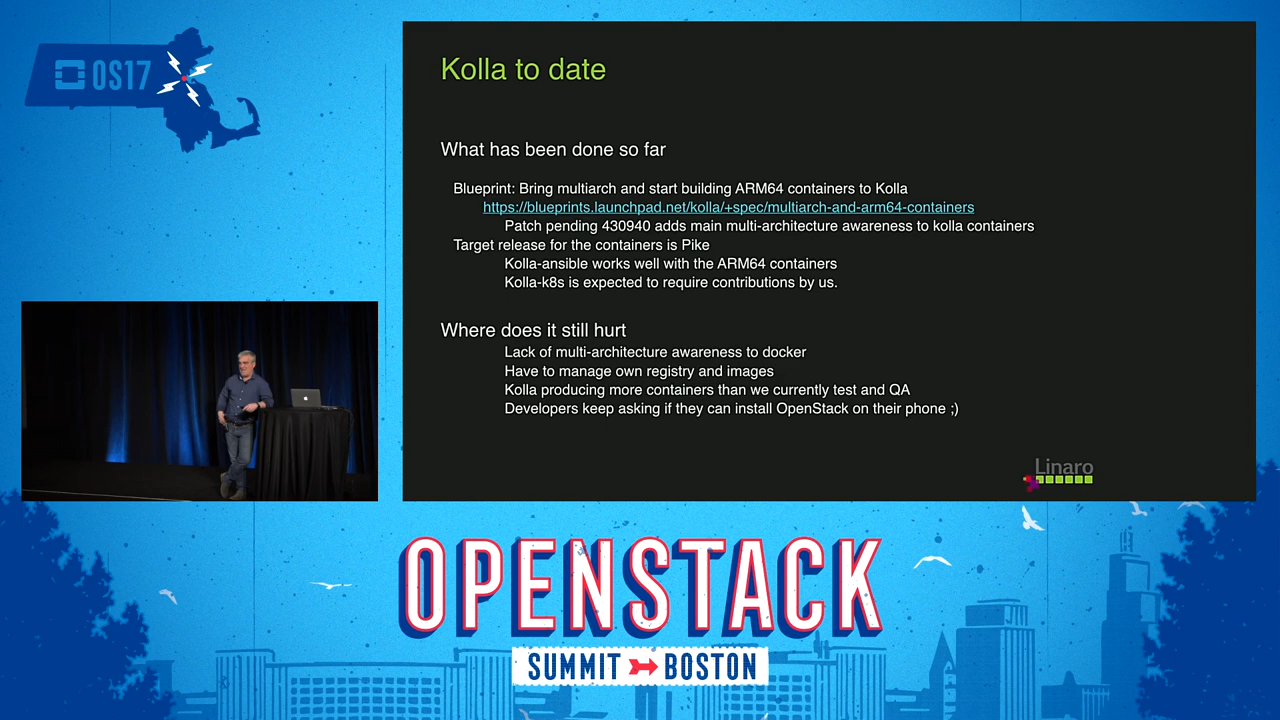 OS17
Kolla to date
What has been done so far
Blueprint: Bring multiarch and start building ARM64 containers to Kolla
https://blueprints.launchpad.net/kolla/+spec/multiarch-and-arm64-containers
Patch pending 430940 adds main multi-architecture awareness to kolla containers
Target release for the containers is Pike
Kolla-ansible works well with the ARM64 containers
Kolla-k8s is expected to require contributions by us.
Where does it still hurt
Lack of multi-architecture awareness to docker
Have to manage own registry and images
Kolla producing more containers than we currently test and QA
Developers keep asking if they can install OpenStack on their phone ;)
Linaro
OPENSTACK
SUMMIT BOSTON